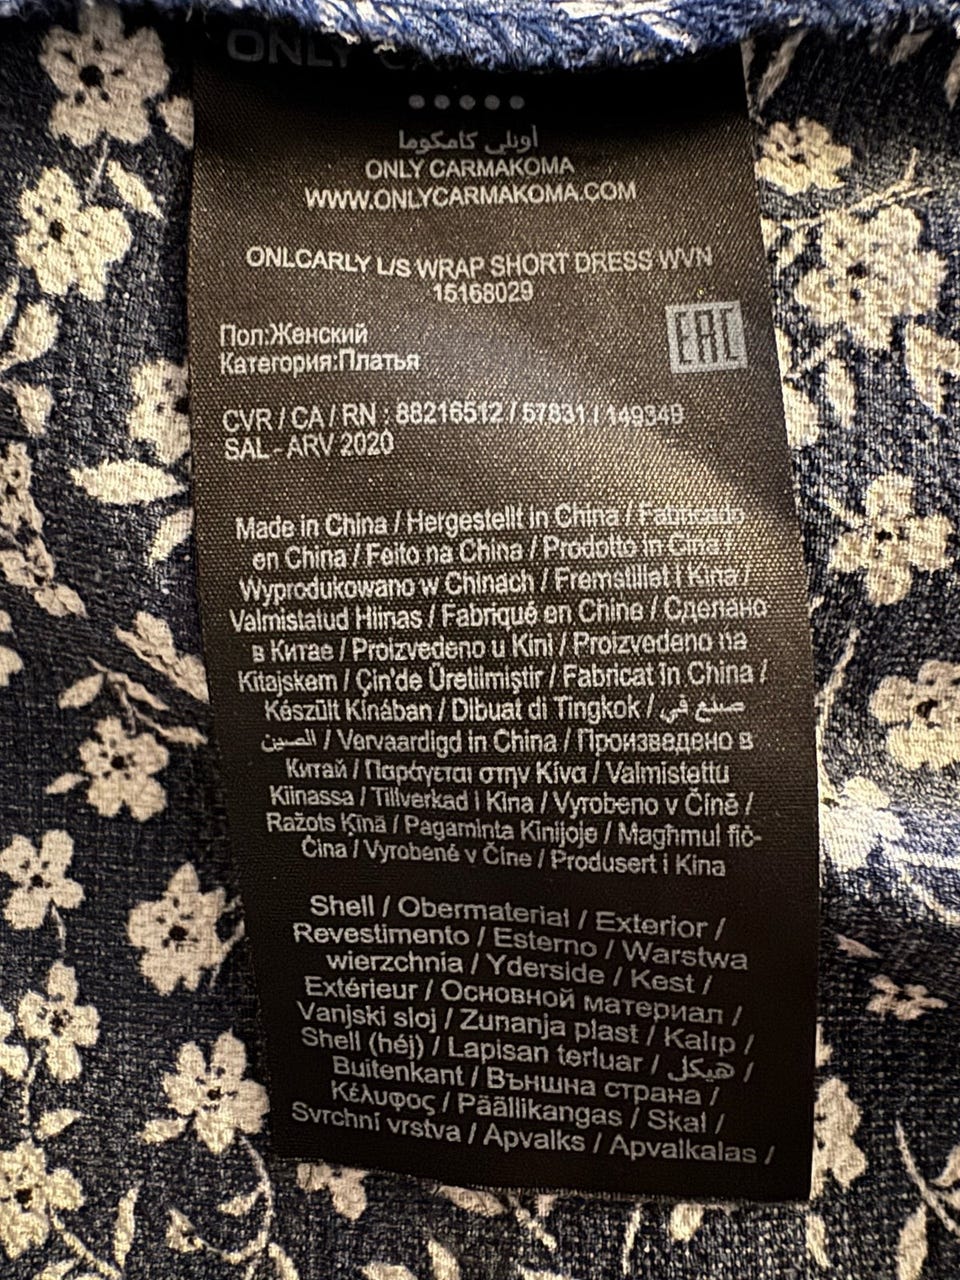 ONLY
أونلي كامكوما
ONLY CARMAKOMA
WWW.ONLYCARMAKOMA.COM
ONLCARLY L/S WRAP SHORT DRESS WVN
15168029
EAC
Пол:Женский
Категория:Платья
CVR / CA / RN : 88216512 / 57831 / 149349
SAL - ARV 2020
Made in China / Hergestellt in China / Fabricado
en China / Feito na China / Prodotto in Cina /
Wyprodukowano w Chinach / Fremstillet i Kina /
Valmistatud Hiinas / Fabriqué en Chine / Сделано
в Китае / Proizvedeno u Kini / Proizvedeno na
Kitajskem / Çin'de Üretilmiştir / Fabricat în China /
Készült Kínában / Dibuat di Tingkok / صنع في
الصين / Vervaardigd in China / Произведено в
Китай / Παράγεται στην Κίνα / Valmistettu
Kiinassa / Tillverkad i Kina / Vyrobeno v Číně /
Ražots Ķīnā / Pagaminta Kinijoje / Magħmul fiċ-
Ċina / Vyrobené v Číne / Produsert i Kina
Shell / Obermaterial / Exterior /
Revestimento / Esterno / Warstwa
wierzchnia / Yderside / Kest /
Extérieur / Основной материал /
Vanjski sloj / Zunanja plast / Kalıp /
Shell (héj) / Lapisan terluar / هيكل /
Buitenkant / Външна страна /
Κέλυφος / Päällikangas / Skal /
Svrchní vrstva / Apvalks / Apvalkalas /